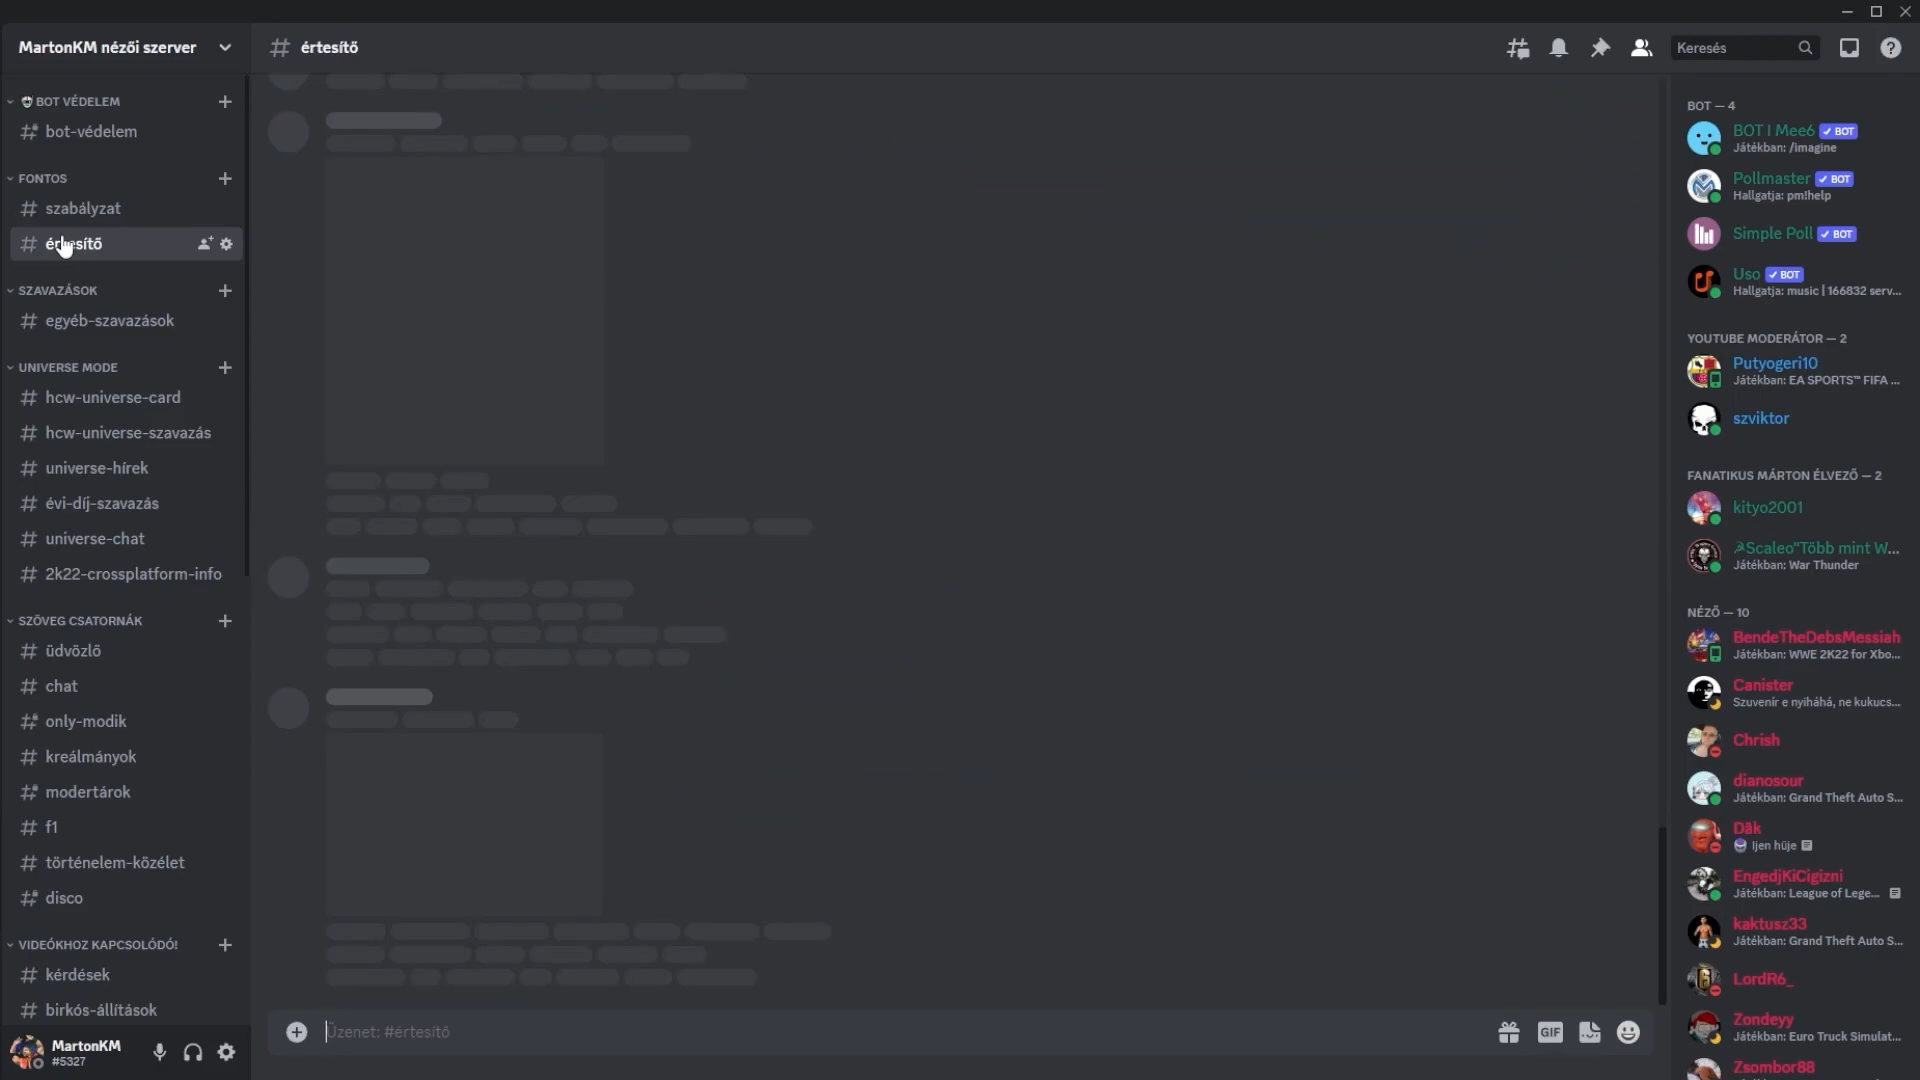 MartonKM nézői szerver
értesítő
Keresés
BOT VÉDELEM
bot-védelem
FONTOS
szabályzat
értesítő
SZAVAZÁSOK
egyéb-szavazások
UNIVERSE MODE
hcw-universe-card
hcw-universe-szavazás
universe-hírek
évi-díj-szavazás
universe-chat
2k22-crossplatform-info
SZÖVEG CSATORNÁK
üdvözlő
chat
only-modik
kreálmányok
modertárok
f1
történelem-közélet
disco
VIDEÓKHOZ KAPCSOLÓDÓ!
kérdések
birkós-állítások
MartonKM
#5327
Üzenet: #értesítő
GIF
BOT — 4
BOT I Mee6 BOT
Játékban: /imagine
Pollmaster BOT
Hallgatja: pm!help
Simple Poll BOT
Uso BOT
Hallgatja: music | 166832 serv...
YOUTUBE MODERÁTOR — 2
Putyogeri10
Játékban: EA SPORTS™ FIFA ...
szviktor
FANATIKUS MÁRTON ÉLVEZŐ — 2
kityo2001
☭Scaleo"Több mint W...
Játékban: War Thunder
NÉZŐ — 10
BendeTheDebsMessiah
Játékban: WWE 2K22 for Xbo...
Canister
Szuvenír e nyiháhá, ne kukucs...
Chrish
dianosour
Játékban: Grand Theft Auto S...
Däk
Ijen hüje
EngedjKiCigizni
Játékban: League of Lege...
kaktusz33
Játékban: Grand Theft Auto S...
LordR6_
Zondeyy
Játékban: Euro Truck Simulat...
Zsombor88